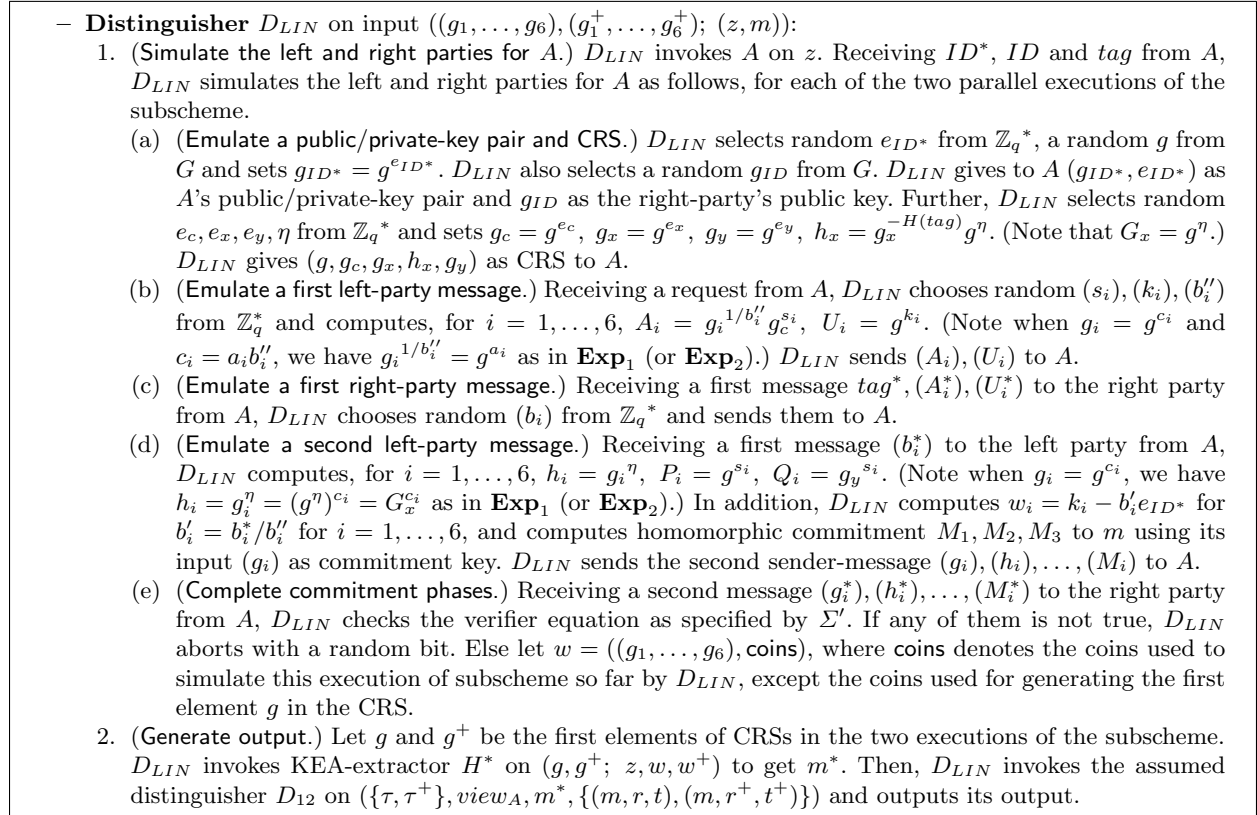 – Distinguisher D_{LIN} on input ((g_1, . . . , g_6), (g_1^+, . . . , g_6^+); (z, m)):
1. (Simulate the left and right parties for A.) D_{LIN} invokes A on z. Receiving ID^*, ID and tag from A,
D_{LIN} simulates the left and right parties for A as follows, for each of the two parallel executions of the
subscheme.
(a) (Emulate a public/private-key pair and CRS.) D_{LIN} selects random e_{ID^*} from ℤ_q^*, a random g from
G and sets g_{ID^*} = g^{e_{ID^*}}. D_{LIN} also selects a random g_{ID} from G. D_{LIN} gives to A (g_{ID^*}, e_{ID^*}) as
A's public/private-key pair and g_{ID} as the right-party's public key. Further, D_{LIN} selects random
e_c, e_x, e_y, η from ℤ_q^* and sets g_c = g^{e_c}, g_x = g^{e_x}, g_y = g^{e_y}, h_x = g_x^{-H(tag)} g^η. (Note that G_x = g^η.)
D_{LIN} gives (g, g_c, g_x, h_x, g_y) as CRS to A.
(b) (Emulate a first left-party message.) Receiving a request from A, D_{LIN} chooses random (s_i), (k_i), (b_i'')
from ℤ_q^* and computes, for i = 1, . . . , 6, A_i = g_i^{1/b_i''} g_c^{s_i}, U_i = g^{k_i}. (Note when g_i = g^{c_i} and
c_i = a_i b_i'', we have g_i^{1/b_i''} = g^{a_i} as in Exp_1 (or Exp_2).) D_{LIN} sends (A_i), (U_i) to A.
(c) (Emulate a first right-party message.) Receiving a first message tag^*, (A_i^*), (U_i^*) to the right party
from A, D_{LIN} chooses random (b_i) from ℤ_q^* and sends them to A.
(d) (Emulate a second left-party message.) Receiving a first message (b_i^*) to the left party from A,
D_{LIN} computes, for i = 1, . . . , 6, h_i = g_i^η, P_i = g^{s_i}, Q_i = g_y^{s_i}. (Note when g_i = g^{c_i}, we have
h_i = g_i^η = (g^η)^{c_i} = G_x^{c_i} as in Exp_1 (or Exp_2).) In addition, D_{LIN} computes w_i = k_i − b_i' e_{ID^*} for
b_i' = b_i^*/b_i'' for i = 1, . . . , 6, and computes homomorphic commitment M_1, M_2, M_3 to m using its
input (g_i) as commitment key. D_{LIN} sends the second sender-message (g_i), (h_i), . . . , (M_i) to A.
(e) (Complete commitment phases.) Receiving a second message (g_i^*), (h_i^*), . . . , (M_i^*) to the right party
from A, D_{LIN} checks the verifier equation as specified by Σ'. If any of them is not true, D_{LIN}
aborts with a random bit. Else let w = ((g_1, . . . , g_6), coins), where coins denotes the coins used to
simulate this execution of subscheme so far by D_{LIN}, except the coins used for generating the first
element g in the CRS.
2. (Generate output.) Let g and g^+ be the first elements of CRSs in the two executions of the subscheme.
D_{LIN} invokes KEA-extractor H^* on (g, g^+; z, w, w^+) to get m^*. Then, D_{LIN} invokes the assumed
distinguisher D_{12} on ({τ, τ^+}, view_A, m^*, {(m, r, t), (m, r^+, t^+)}) and outputs its output.